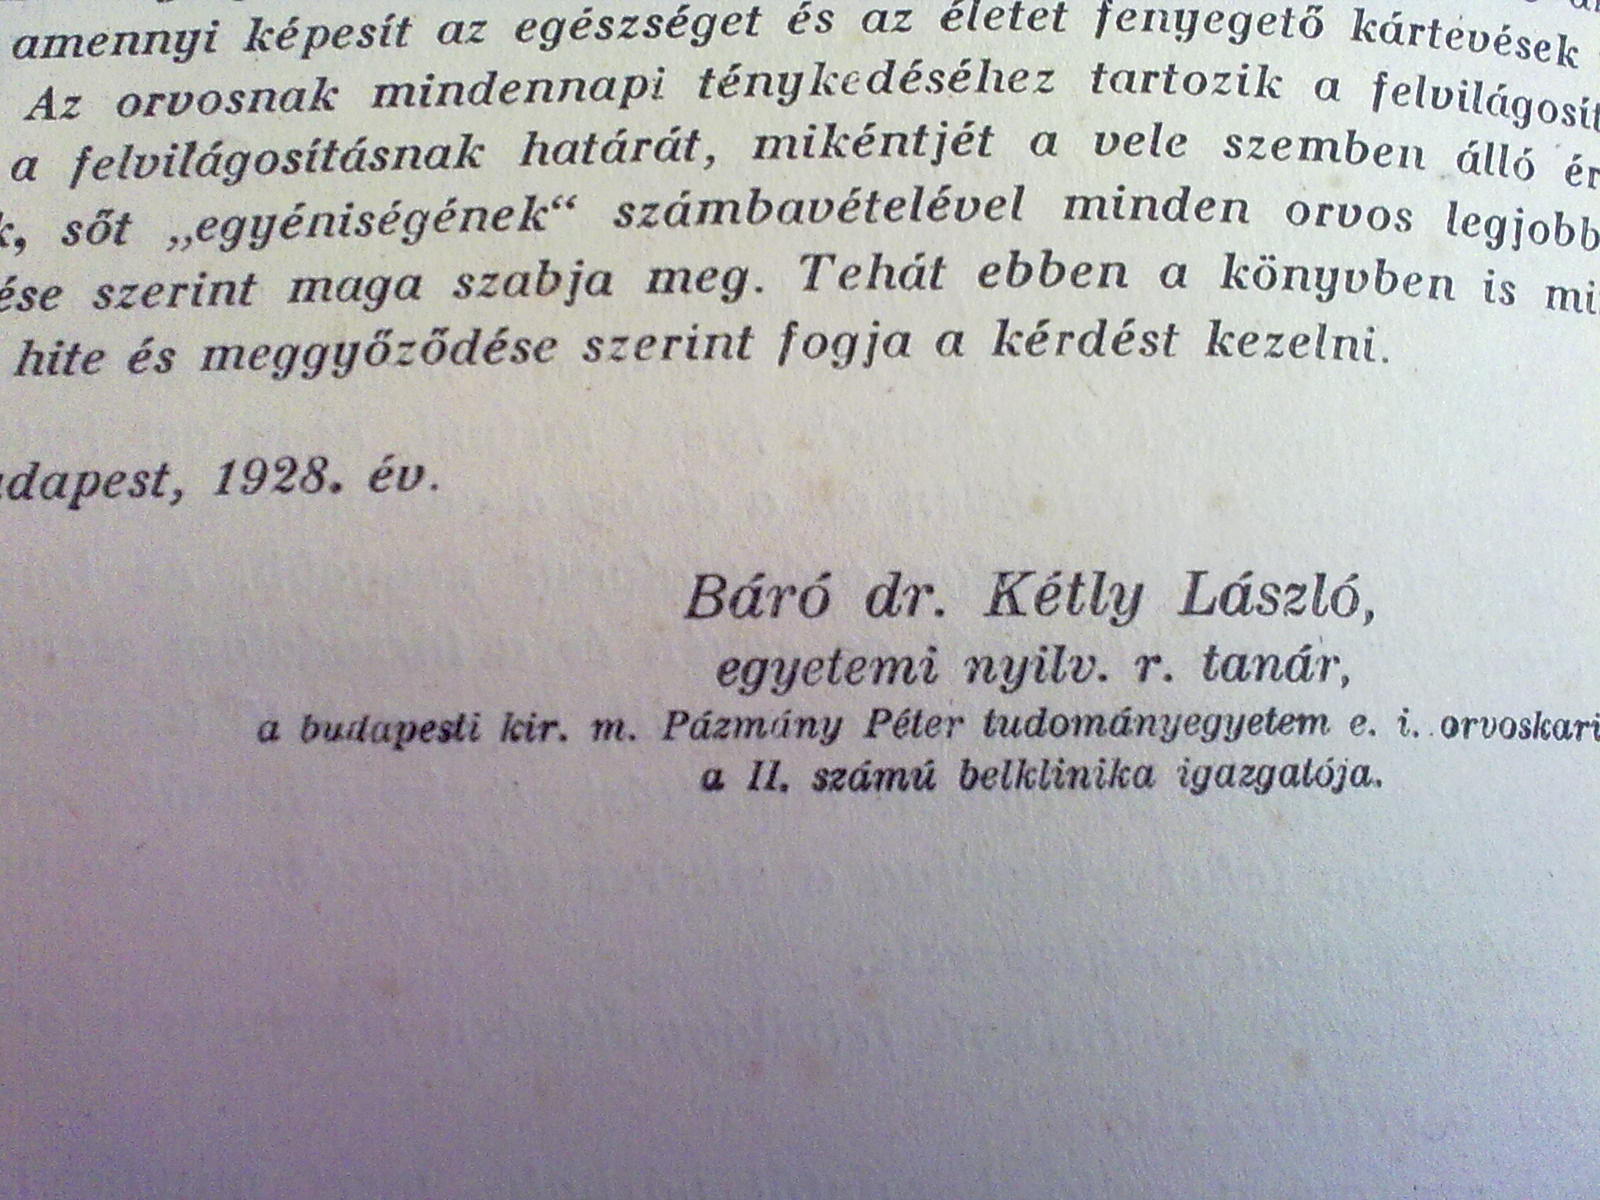 amennyi képesít az egészséget és az életet fenyegető kártevések
Az orvosnak mindennapi ténykedéséhez tartozik a felvilágosít
a felvilágosításnak határát, mikéntjét a vele szemben álló ér
k, sőt „egyéniségének“ számbavételével minden orvos legjobb
ése szerint maga szabja meg. Tehát ebben a könyvben is mi
hite és meggyőződése szerint fogja a kérdést kezelni.
udapest, 1928. év.
Báró dr. Kétly László,
egyetemi nyilv. r. tanár,
a budapesti kir. m. Pázmány Péter tudományegyetem e. i. orvoskari
a II. számú belklinika igazgatója.